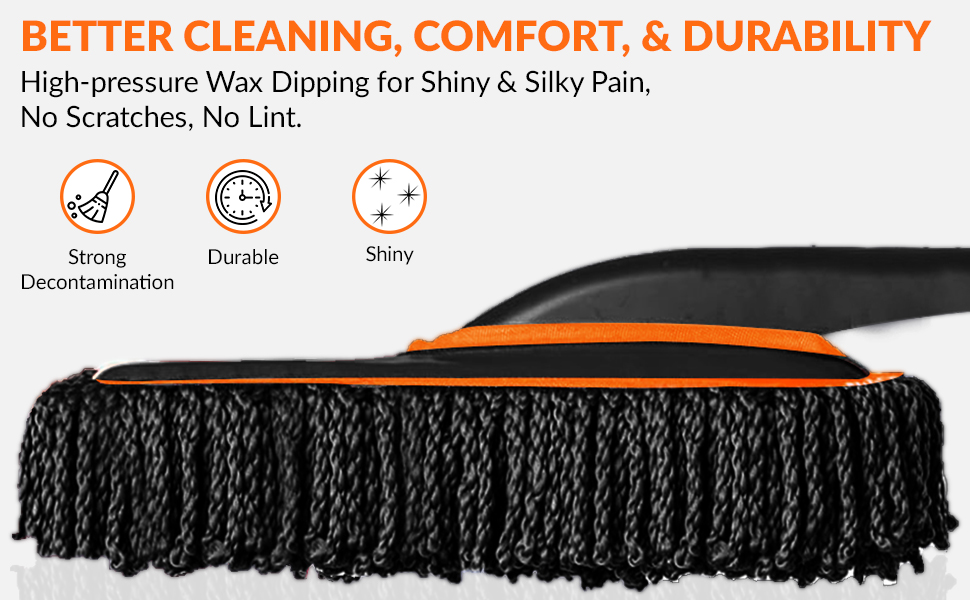 BETTER CLEANING, COMFORT, & DURABILITY
High-pressure Wax Dipping for Shiny & Silky Pain,
No Scratches, No Lint.
Strong
Decontamination
Durable
Shiny